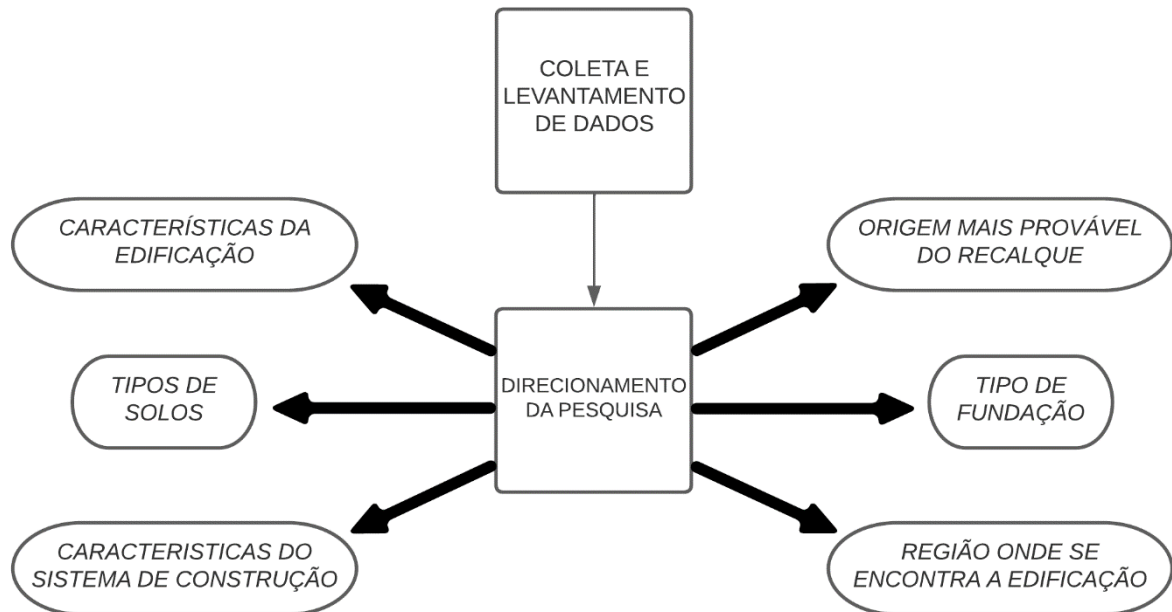 COLETA E
LEVANTAMENTO
DE DADOS
CARACTERÍSTICAS DA
EDIFICAÇÃO
ORIGEM MAIS PROVÁVEL
DO RECALQUE
TIPOS DE
SOLOS
DIRECIONAMENTO
DA PESQUISA
TIPO DE
FUNDAÇÃO
CARACTERISTICAS DO
SISTEMA DE CONSTRUÇÃO
REGIÃO ONDE SE
ENCONTRA A EDIFICAÇÃO